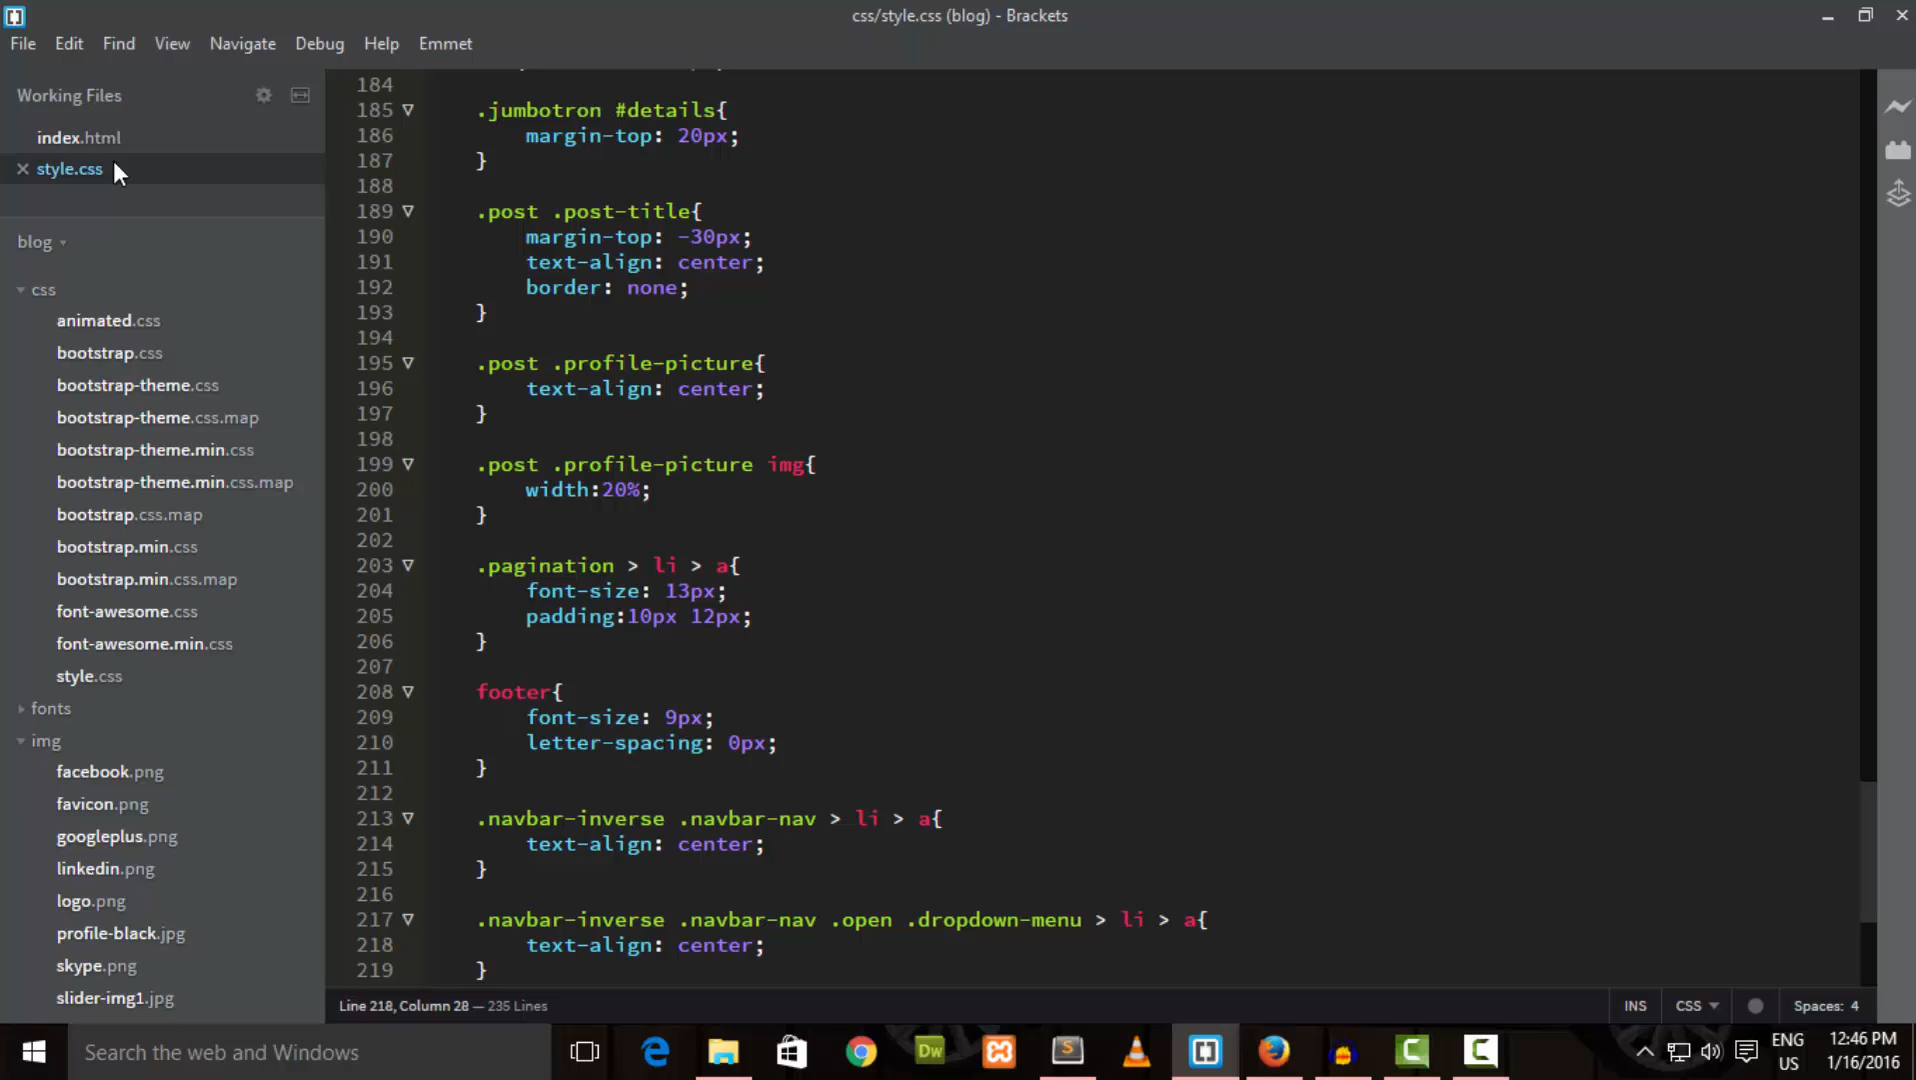 css/style.css (blog) - Brackets
File Edit Find View Navigate Debug Help Emmet
Working Files
index.html
style.css
blog
css
animated.css
bootstrap.css
bootstrap-theme.css
bootstrap-theme.css.map
bootstrap-theme.min.css
bootstrap-theme.min.css.map
bootstrap.css.map
bootstrap.min.css
bootstrap.min.css.map
font-awesome.css
font-awesome.min.css
style.css
fonts
img
facebook.png
favicon.png
googleplus.png
linkedin.png
logo.png
profile-black.jpg
skype.png
slider-img1.jpg
184
185 .jumbotron #details{
186 margin-top: 20px;
187 }
188
189 .post .post-title{
190 margin-top: -30px;
191 text-align: center;
192 border: none;
193 }
194
195 .post .profile-picture{
196 text-align: center;
197 }
198
199 .post .profile-picture img{
200 width:20%;
201 }
202
203 .pagination > li > a{
204 font-size: 13px;
205 padding:10px 12px;
206 }
207
208 footer{
209 font-size: 9px;
210 letter-spacing: 0px;
211 }
212
213 .navbar-inverse .navbar-nav > li > a{
214 text-align: center;
215 }
216
217 .navbar-inverse .navbar-nav .open .dropdown-menu > li > a{
218 text-align: center;
219 }
Line 218, Column 28 — 235 Lines
INS CSS Spaces: 4
Search the web and Windows
Dw
S
ENG
US
12:46 PM
1/16/2016